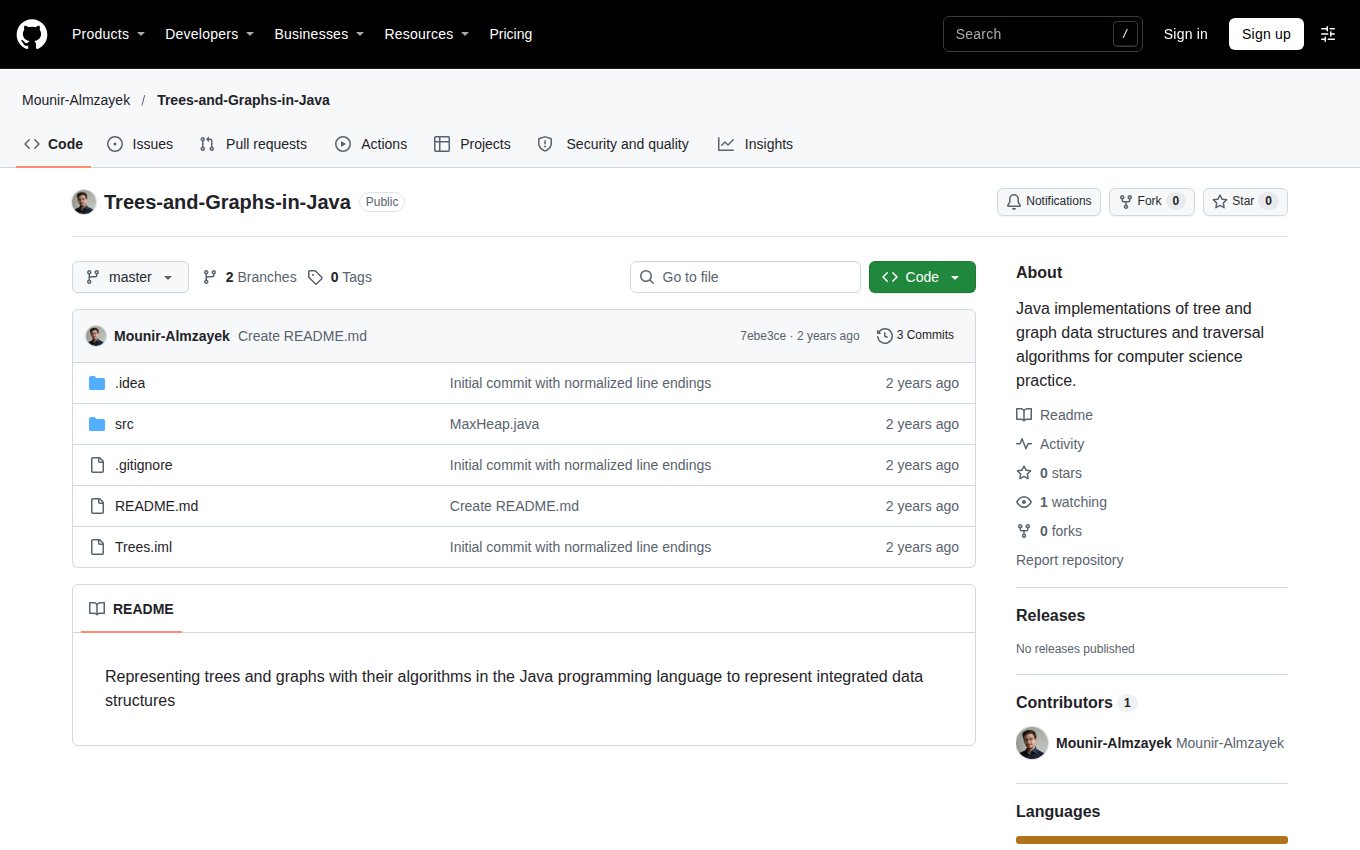 Products Developers Businesses Resources Pricing Search / Sign in Sign up
Mounir-Almzayek / Trees-and-Graphs-in-Java
Code Issues Pull requests Actions Projects Security and quality Insights
Trees-and-Graphs-in-Java Public Notifications Fork 0 Star 0
master 2 Branches 0 Tags Go to file Code
Mounir-Almzayek Create README.md 7ebe3ce · 2 years ago 3 Commits
.idea Initial commit with normalized line endings 2 years ago
src MaxHeap.java 2 years ago
.gitignore Initial commit with normalized line endings 2 years ago
README.md Create README.md 2 years ago
Trees.iml Initial commit with normalized line endings 2 years ago
README
Representing trees and graphs with their algorithms in the Java programming language to represent integrated data
structures
About
Java implementations of tree and
graph data structures and traversal
algorithms for computer science
practice.
Readme
Activity
0 stars
1 watching
0 forks
Report repository
Releases
No releases published
Contributors 1
Mounir-Almzayek Mounir-Almzayek
Languages